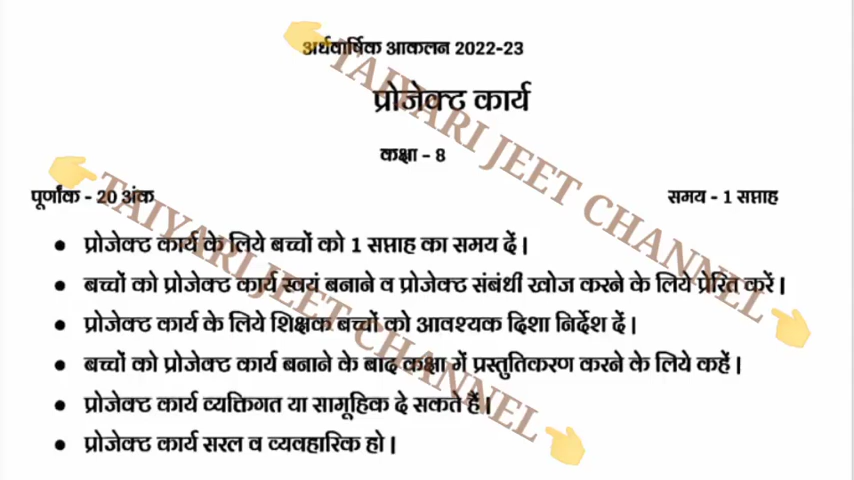 अर्धवार्षिक आकलन 2022-23
प्रोजेक्ट कार्य
कक्षा - 8
पूर्णांक - 20 अंक समय - 1 सप्ताह
• प्रोजेक्ट कार्य के लिये बच्चों को 1 सप्ताह का समय दें |
• बच्चों को प्रोजेक्ट कार्य स्वयं बनाने व प्रोजेक्ट संबंधी खोज करने के लिये प्रेरित करें |
• प्रोजेक्ट कार्य के लिये शिक्षक बच्चों को आवश्यक दिशा निर्देश दें |
• बच्चों को प्रोजेक्ट कार्य बनाने के बाद कक्षा में प्रस्तुतिकरण करने के लिये कहें |
• प्रोजेक्ट कार्य व्यक्तिगत या सामूहिक दे सकते हैं |
• प्रोजेक्ट कार्य सरल व व्यवहारिक हो |
TAIYARI JEET CHANNEL
TAIYARI JEET CHANNEL